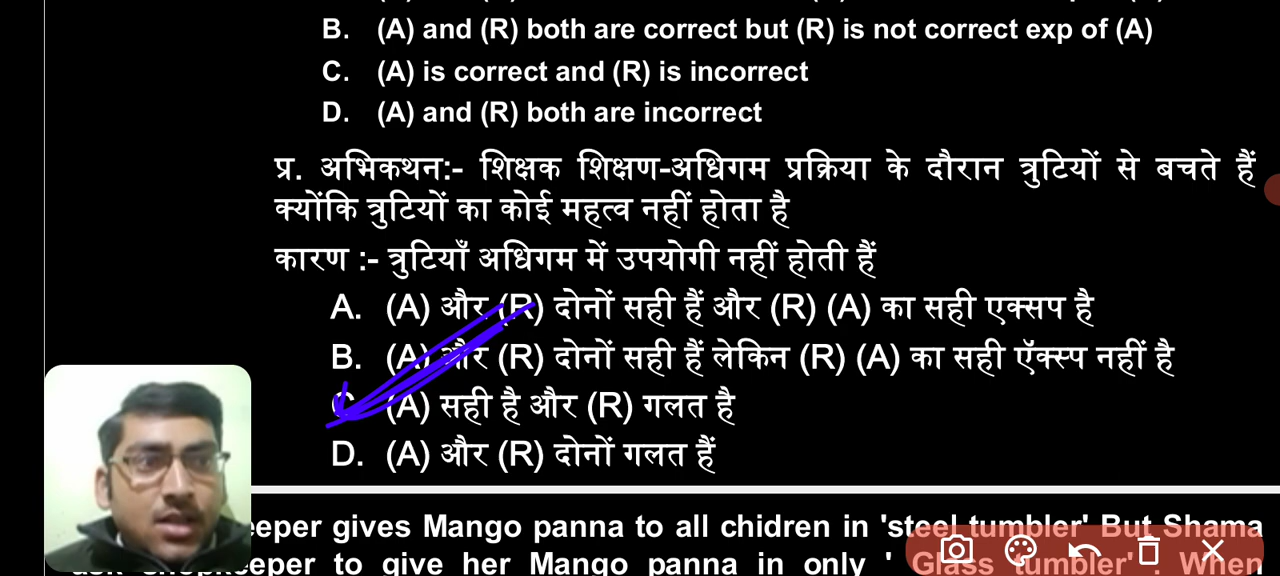 B. (A) and (R) both are correct but (R) is not correct exp of (A)
C. (A) is correct and (R) is incorrect
D. (A) and (R) both are incorrect
प्र. अभिकथन:- शिक्षक शिक्षण-अधिगम प्रक्रिया के दौरान त्रुटियों से बचते हैं
क्योंकि त्रुटियों का कोई महत्व नहीं होता है
कारण :- त्रुटियाँ अधिगम में उपयोगी नहीं होती हैं
A. (A) और (R) दोनों सही हैं और (R) (A) का सही एक्सप है
B. (A) और (R) दोनों सही हैं लेकिन (R) (A) का सही ऍक्स्प नहीं है
C. (A) सही है और (R) गलत है
D. (A) और (R) दोनों गलत हैं
gives Mango panna to all chidren in 'steel tumbler' But Shama
to give her Mango panna in only ' Glass tumbler' . When